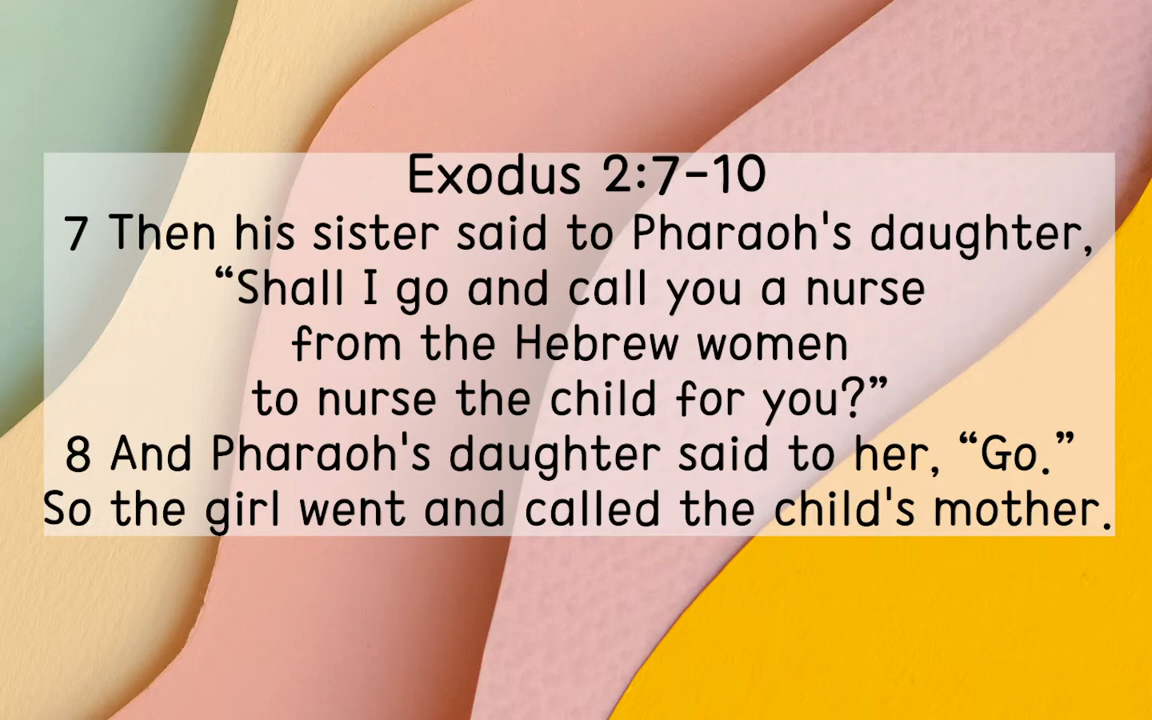 Exodus 2:7-10
7 Then his sister said to Pharaoh's daughter,
“Shall I go and call you a nurse
from the Hebrew women
to nurse the child for you?”
8 And Pharaoh's daughter said to her, “Go.”
So the girl went and called the child's mother.